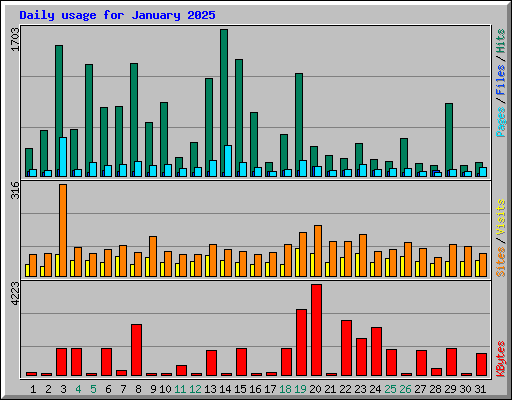 Daily usage for January 2025
1703
Pages / Files / Hits
316
Sites / Visits
4223
KBytes
1 2 3 4 5 6 7 8 9 10 11 12 13 14 15 16 17 18 19 20 21 22 23 24 25 26 27 28 29 30 31